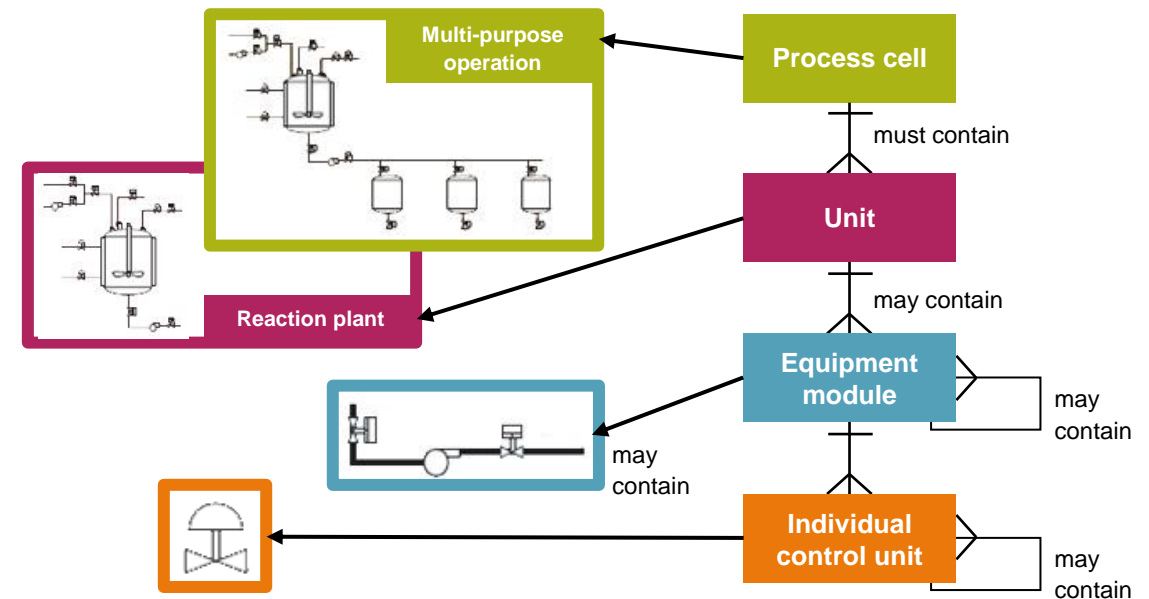 Multi-purpose
operation
Process cell
must contain
Unit
may contain
Reaction plant
Equipment
module
may
contain
may
contain
Individual
control unit
may
contain